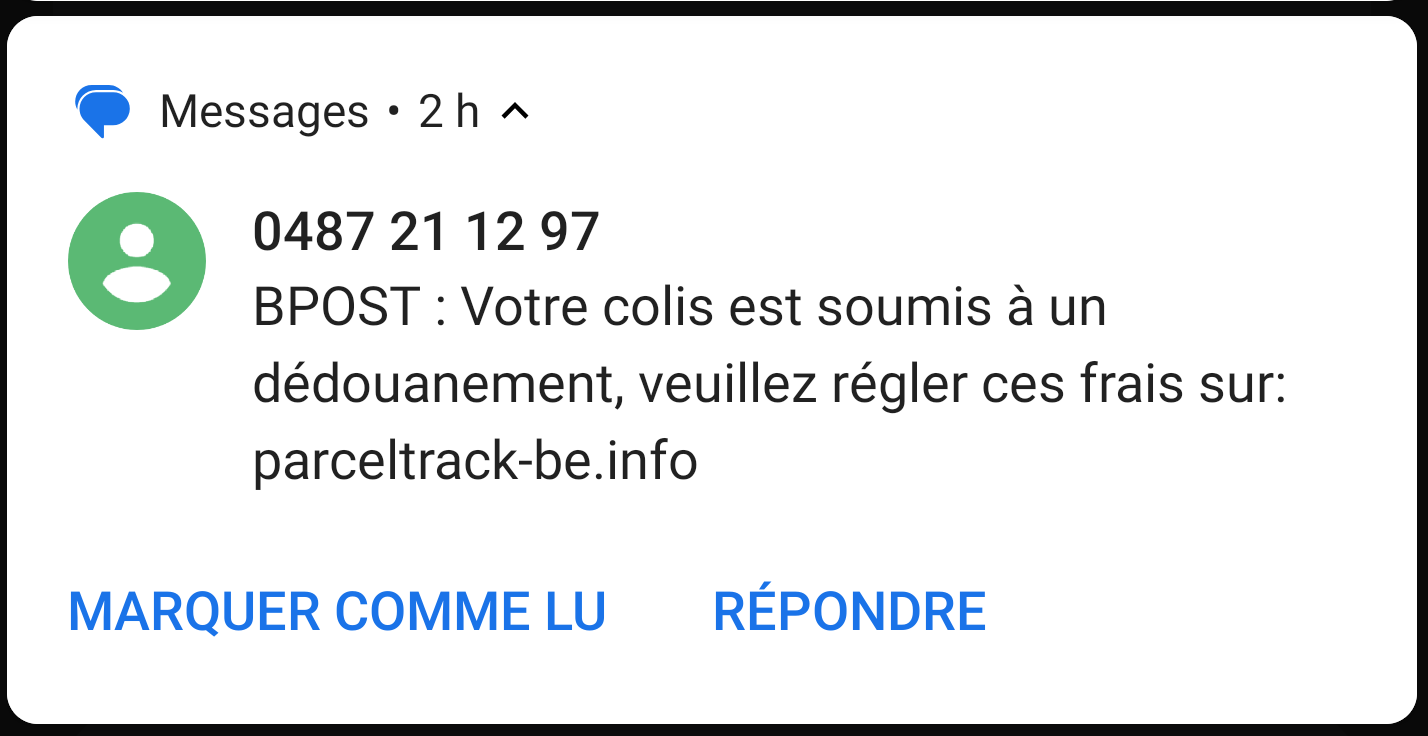 Messages • 2 h
0487 21 12 97
BPOST : Votre colis est soumis à un
dédouanement, veuillez régler ces frais sur:
parceltrack-be.info
MARQUER COMME LU RÉPONDRE